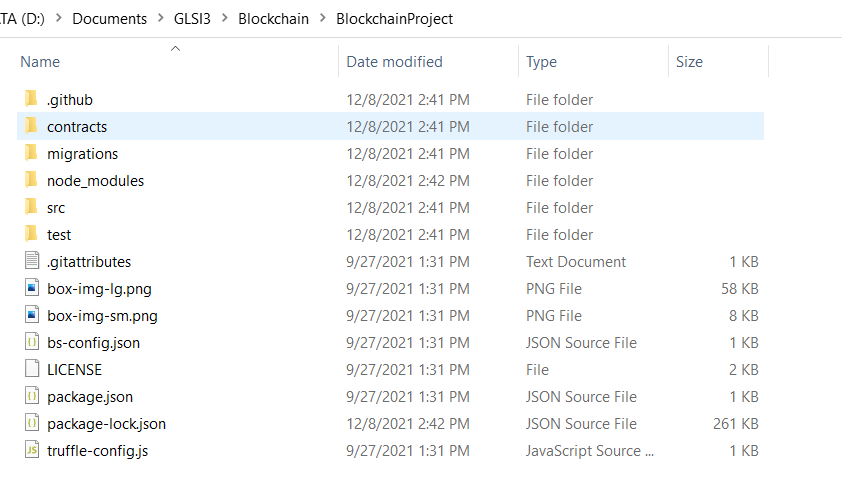 TA (D:) > Documents > GLSI3 > Blockchain > BlockchainProject
Name Date modified Type Size
.github 12/8/2021 2:41 PM File folder
contracts 12/8/2021 2:41 PM File folder
migrations 12/8/2021 2:41 PM File folder
node_modules 12/8/2021 2:42 PM File folder
src 12/8/2021 2:41 PM File folder
test 12/8/2021 2:41 PM File folder
.gitattributes 9/27/2021 1:31 PM Text Document 1 KB
box-img-lg.png 9/27/2021 1:31 PM PNG File 58 KB
box-img-sm.png 9/27/2021 1:31 PM PNG File 8 KB
bs-config.json 9/27/2021 1:31 PM JSON Source File 1 KB
LICENSE 9/27/2021 1:31 PM File 2 KB
package.json 9/27/2021 1:31 PM JSON Source File 1 KB
package-lock.json 12/8/2021 2:42 PM JSON Source File 261 KB
truffle-config.js 9/27/2021 1:31 PM JavaScript Source ... 1 KB